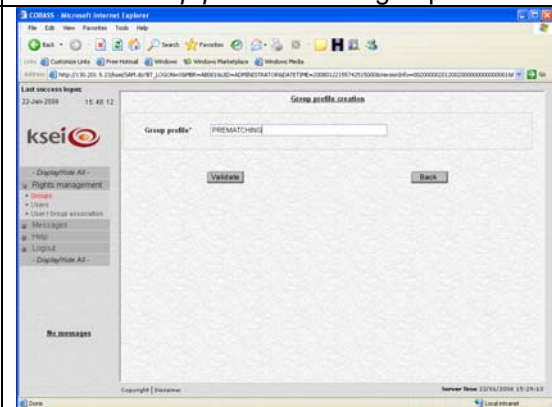 CORASS - Microsoft Internet Explorer
File Edit View Favorites Tools Help
Back Search Favorites
Links Customize Links Free Hotmail Windows Windows Marketplace Windows Media
Address Go
Last success logon:
22-Jan-2008 15:48:12
Group profile creation
ksei
Group profile* PREMATCHING
Validate Back
- Display/Hide All -
Rights management
Groups
Users
User / Group association
Messages
Help
Logout
- Display/Hide All -
No messages
Copyright | Disclaimer Server Time 22/01/2008 15:29:13
Done Local intranet